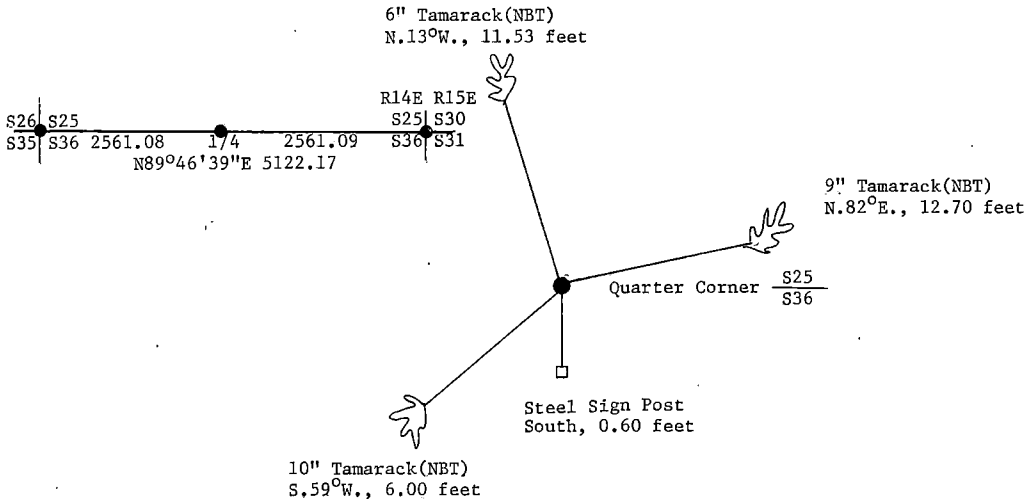 6" Tamarack(NBT)
N.13°W., 11.53 feet
R14E R15E
S26 S25 S25 S30
S35 S36 2561.08 1/4 2561.09 S36 S31
N89°46'39"E 5122.17
9" Tamarack(NBT)
N.82°E., 12.70 feet
Quarter Corner S25
S36
Steel Sign Post
South, 0.60 feet
10" Tamarack(NBT)
S.59°W., 6.00 feet